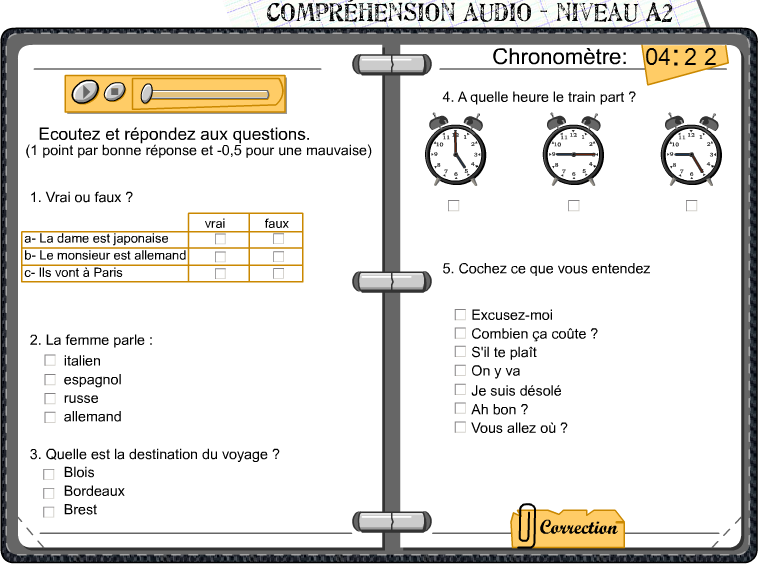 COMPRÉHENSION AUDIO - NIVEAU A2
Ecoutez et répondez aux questions.
(1 point par bonne réponse et -0,5 pour une mauvaise)
1. Vrai ou faux ?
vrai faux
a- La dame est japonaise
b- Le monsieur est allemand
c- Ils vont à Paris
2. La femme parle :
italien
espagnol
russe
allemand
3. Quelle est la destination du voyage ?
Blois
Bordeaux
Brest
Chronomètre: 04:22
4. A quelle heure le train part ?
5. Cochez ce que vous entendez
Excusez-moi
Combien ça coûte ?
S'il te plaît
On y va
Je suis désolé
Ah bon ?
Vous allez où ?
Correction